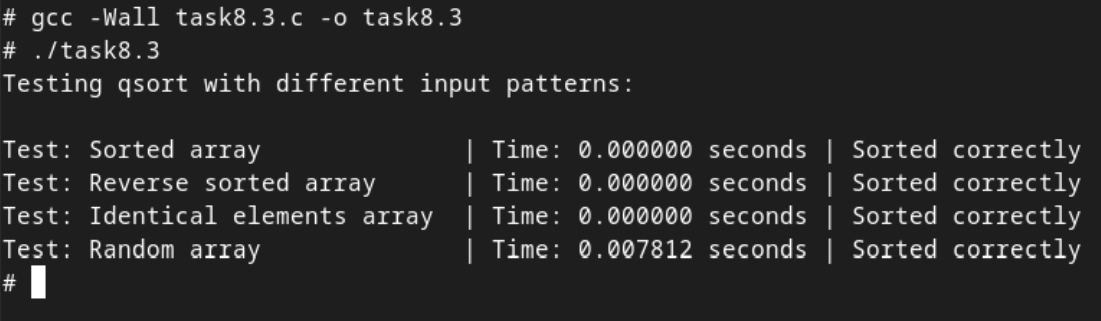 # gcc -Wall task8.3.c -o task8.3
# ./task8.3
Testing qsort with different input patterns:
Test: Sorted array             | Time: 0.000000 seconds | Sorted correctly
Test: Reverse sorted array     | Time: 0.000000 seconds | Sorted correctly
Test: Identical elements array | Time: 0.000000 seconds | Sorted correctly
Test: Random array             | Time: 0.007812 seconds | Sorted correctly
#